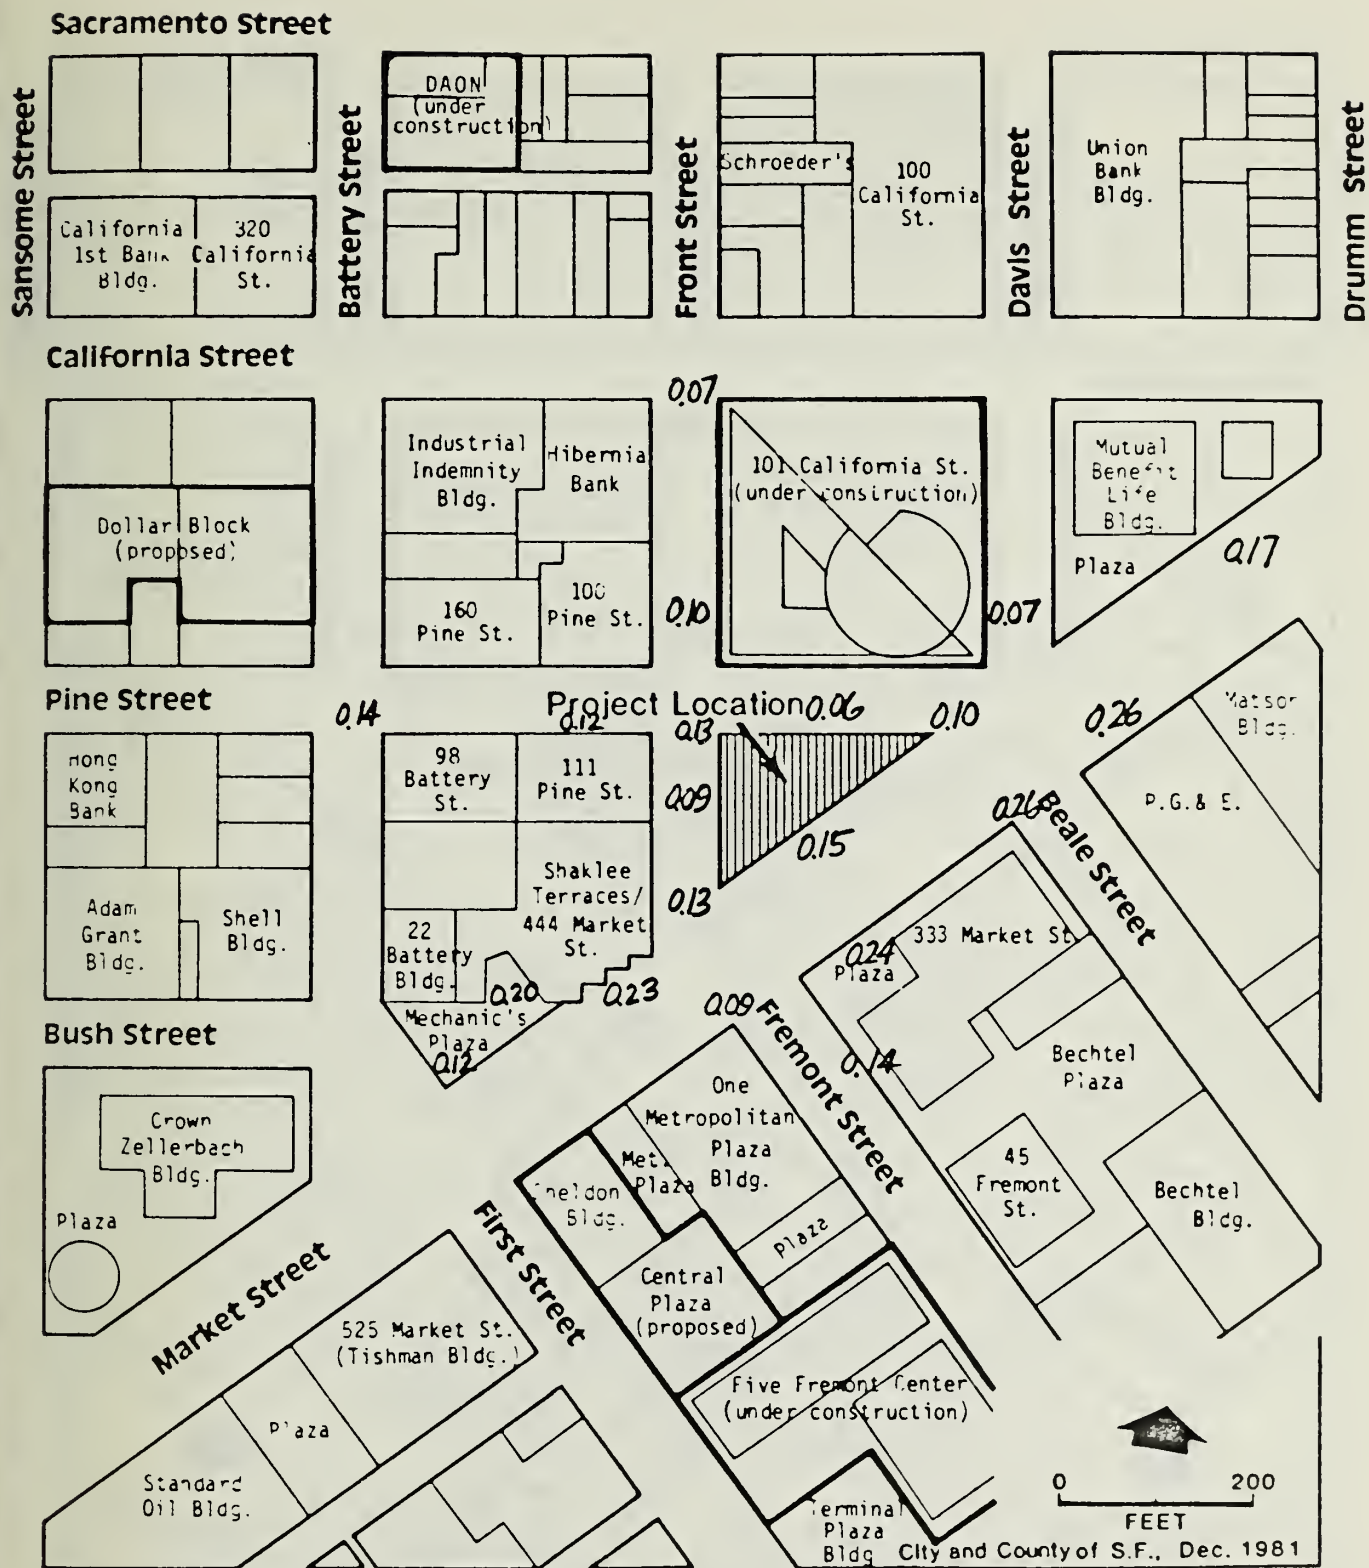 Sacramento Street
Sansome Street
Battery Street
Front Street
Davis Street
Drumm Street
DAON
(under
construction)
Schroeder's
100
California
St.
Union
Bank
Bldg.
California
1st Bank
Bldg.
320
California
St.
California Street
0.07
Industrial
Indemnity
Bldg.
Hibernia
Bank
101 California St.
(under construction)
Mutual
Benefit
Life
Bldg.
Plaza
0.17
Dollar Block
(proposed)
160
Pine St.
100
Pine St.
0.10
0.07
Pine Street
0.14
Project Location
0.12
0.06
0.13
0.10
0.26
Matson
Bldg.
Hong
Kong
Bank
98
Battery
St.
111
Pine St.
0.09
P.G.& E.
0.26
Beale Street
0.15
Shaklee
Terraces/
444 Market
St.
0.13
Adam
Grant
Bldg.
Shell
Bldg.
22
Battery
Bldg.
333 Market St.
0.24
Plaza
0.20
0.23
Mechanic's
Plaza
0.12
0.09
Fremont Street
Bush Street
0.14
Bechtel
Plaza
One
Metropolitan
Plaza
Bldg.
Met.
Plaza
Crown
Zellerbach
Bldg.
Sheldon
Bldg.
45
Fremont
St.
Bechtel
Bldg.
Plaza
Plaza
First Street
Market Street
Central
Plaza
(proposed)
525 Market St.
(Tishman Bldg.)
Five Fremont Center
(under construction)
Plaza
Standard
Oil Bldg.
Terminal
Plaza
Bldg
0 200
FEET
City and County of S.F., Dec. 1981